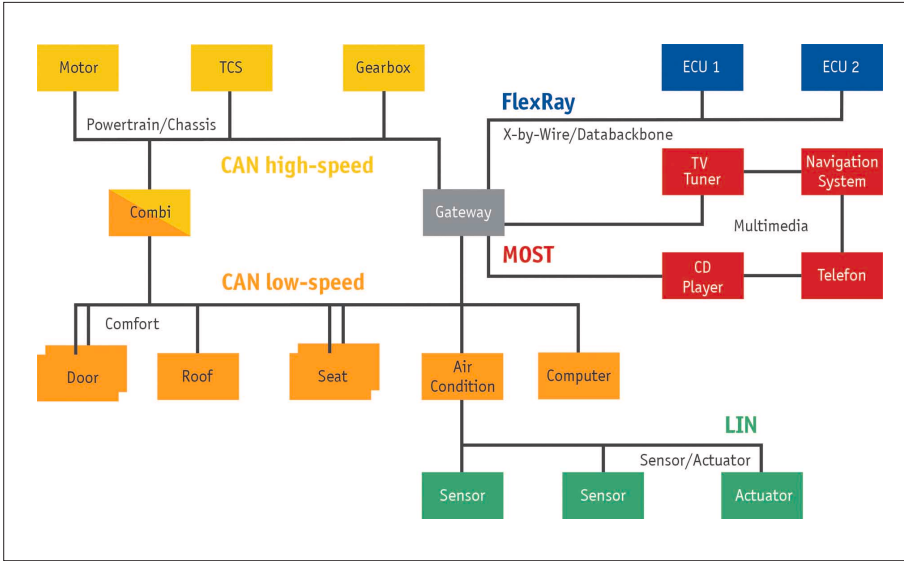 Motor
TCS
Gearbox
ECU 1
ECU 2
FlexRay
Powertrain/Chassis
X-by-Wire/Databackbone
CAN high-speed
TV
Tuner
Navigation
System
Combi
Gateway
Multimedia
MOST
CD
Player
Telefon
CAN low-speed
Comfort
Door
Roof
Seat
Air
Condition
Computer
LIN
Sensor/Actuator
Sensor
Sensor
Actuator